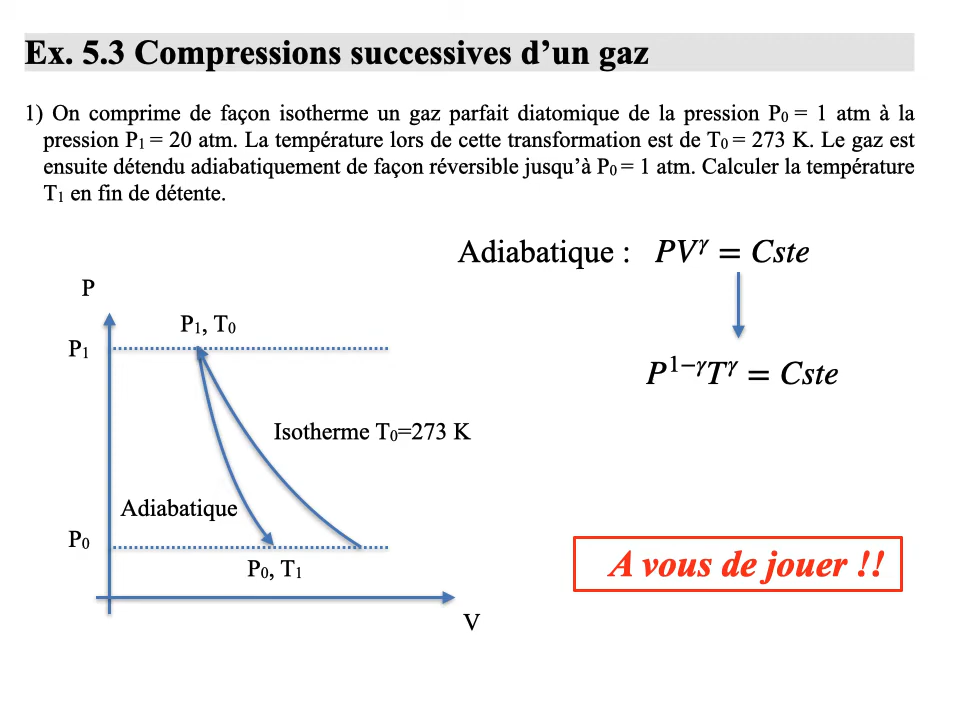 Ex. 5.3 Compressions successives d’un gaz
1) On comprime de façon isotherme un gaz parfait diatomique de la pression P₀ = 1 atm à la
pression P₁ = 20 atm. La température lors de cette transformation est de T₀ = 273 K. Le gaz est
ensuite détendu adiabatiquement de façon réversible jusqu’à P₀ = 1 atm. Calculer la température
T₁ en fin de détente.
Adiabatique : PV^γ = Cste
P
P₁, T₀
P₁
P^{1−γ}T^γ = Cste
Isotherme T₀=273 K
Adiabatique
P₀
P₀, T₁
A vous de jouer !!
V